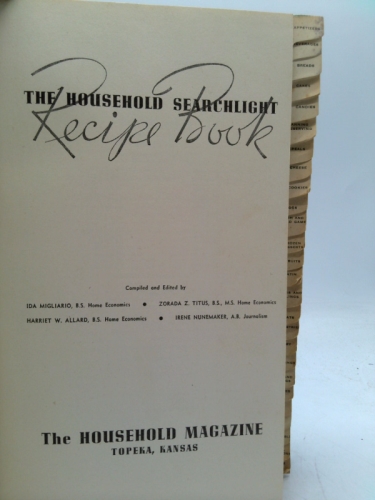 THE HOUSEHOLD SEARCHLIGHT
Recipe Book
Compiled and Edited by
IDA MIGLIARIO, B.S. Home Economics • ZORADA Z. TITUS, B.S., M.S. Home Economics
HARRIET W. ALLARD, B.S. Home Economics • IRENE NUNEMAKER, A.B. Journalism
The HOUSEHOLD MAGAZINE
TOPEKA, KANSAS